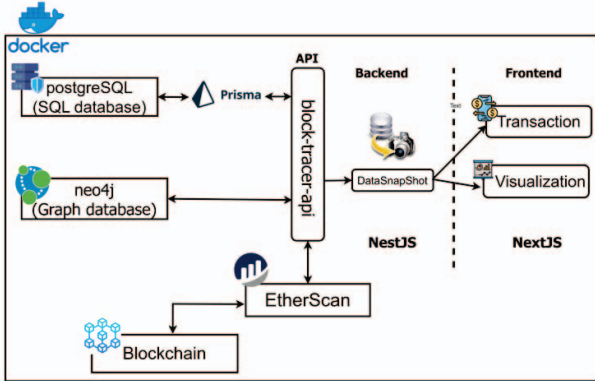 docker
API
Backend
Frontend
postgreSQL
(SQL database)
Prisma
block-tracer-api
Text
Transaction
DataSnapShot
Visualization
neo4j
(Graph database)
NestJS
NextJS
EtherScan
Blockchain